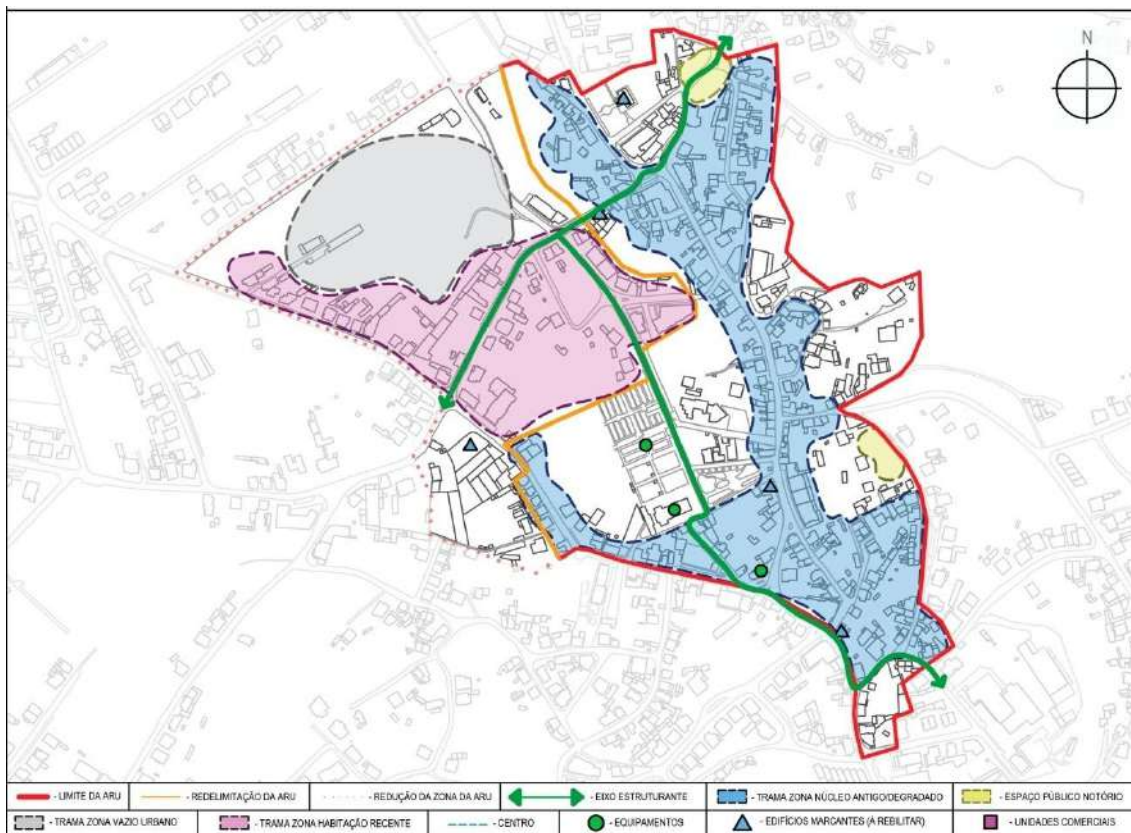 N
- LIMITE DA ARU - REDELIMITAÇÃO DA ARU - REDUÇÃO DA ZONA DA ARU - EIXO ESTRUTURANTE - TRAMA ZONA NÚCLEO ANTIGO/DEGRADADO - ESPAÇO PÚBLICO NOTÓRIO
- TRAMA ZONA VAZIO URBANO - TRAMA ZONA HABITAÇÃO RECENTE - CENTRO - EQUIPAMENTOS - EDIFÍCIOS MARCANTES (A REBILITAR) - UNIDADES COMERCIAIS